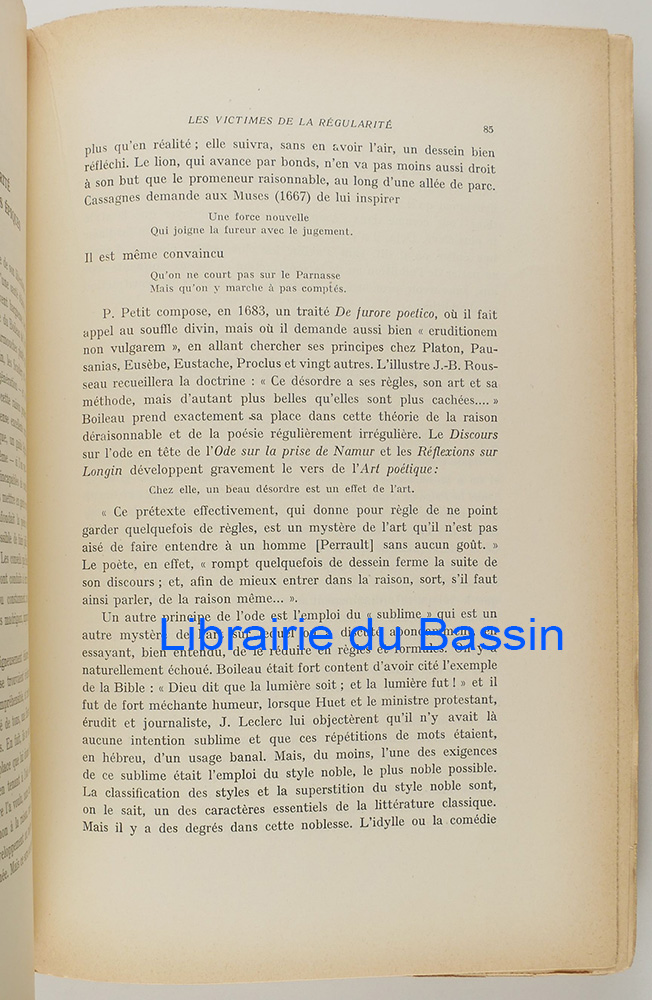 LES VICTIMES DE LA RÉGULARITÉ
85
plus qu'en réalité ; elle suivra, sans en avoir l'air, un dessein bien
réfléchi. Le lion, qui avance par bonds, n'en va pas moins aussi droit
à son but que le promeneur raisonnable, au long d'une allée de parc.
Cassagnes demande aux Muses (1667) de lui inspirer
Une force nouvelle
Qui joigne la fureur avec le jugement.
Il est même convaincu
Qu'on ne court pas sur le Parnasse
Mais qu'on y marche à pas comptés.
P. Petit compose, en 1683, un traité De furore poetico, où il fait
appel au souffle divin, mais où il demande aussi bien « eruditionem
non vulgarem », en allant chercher ses principes chez Platon, Pau-
sanias, Eusèbe, Eustache, Proclus et vingt autres. L'illustre J.-B. Rous-
seau recueillera la doctrine : « Ce désordre a ses règles, son art et sa
méthode, mais d'autant plus belles qu'elles sont plus cachées.... »
Boileau prend exactement sa place dans cette théorie de la raison
déraisonnable et de la poésie régulièrement irrégulière. Le Discours
sur l'ode en tête de l'Ode sur la prise de Namur et les Réflexions sur
Longin développent gravement le vers de l'Art poétique :
Chez elle, un beau désordre est un effet de l'art.
« Ce prétexte effectivement, qui donne pour règle de ne point
garder quelquefois de règles, est un mystère de l'art qu'il n'est pas
aisé de faire entendre à un homme [Perrault] sans aucun goût. »
Le poète, en effet, « rompt quelquefois de dessein ferme la suite de
son discours ; et, afin de mieux entrer dans la raison, sort, s'il faut
ainsi parler, de la raison même... ».
Un autre principe de l'ode est l'emploi du « sublime » qui est un
autre mystère de l'art sur lequel on a discuté abondamment en
essayant, bien entendu, de le réduire en règles et formules. On y a
naturellement échoué. Boileau était fort content d'avoir cité l'exemple
de la Bible : « Dieu dit que la lumière soit ; et la lumière fut ! » et il
fut de fort méchante humeur, lorsque Huet et le ministre protestant,
érudit et journaliste, J. Leclerc lui objectèrent qu'il n'y avait là
aucune intention sublime et que ces répétitions de mots étaient,
en hébreu, d'un usage banal. Mais, du moins, l'une des exigences
de ce sublime était l'emploi du style noble, le plus noble possible.
La classification des styles et la superstition du style noble sont,
on le sait, un des caractères essentiels de la littérature classique.
Mais il y a des degrés dans cette noblesse. L'idylle ou la comédie
Librairie du Bassin